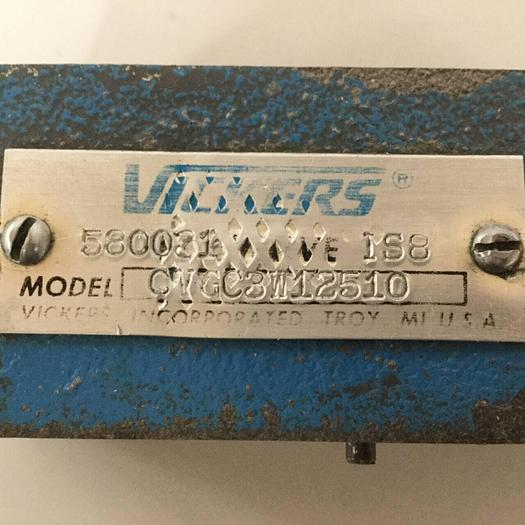 VICKERS®
580031 IS8
MODEL CVGC3W12510
VICKERS INCORPORATED TROY MI U.S.A